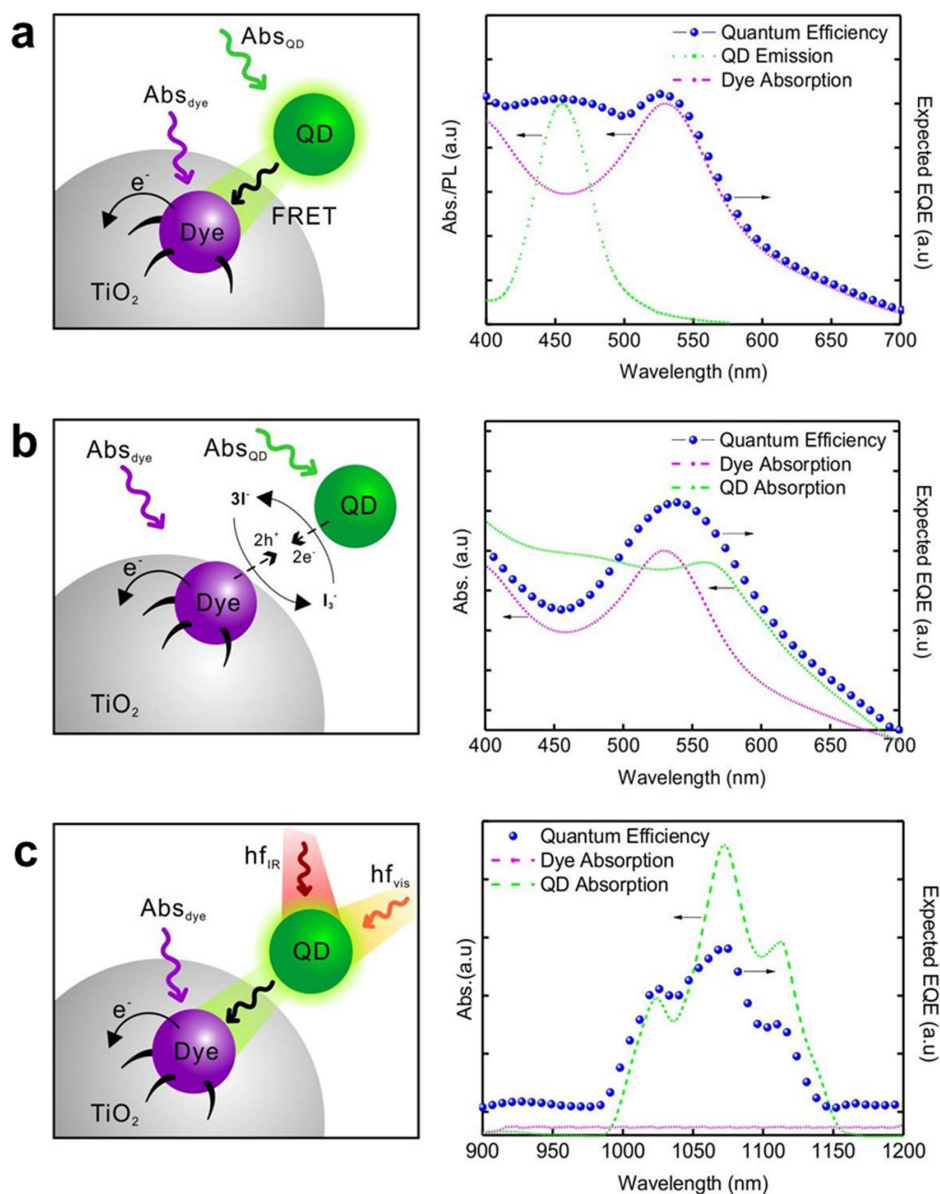 a
Abs_QD
Abs_dye
QD
e⁻
FRET
Dye
TiO₂
Quantum Efficiency
QD Emission
Dye Absorption
Abs./PL (a.u)
Expected EQE (a.u)
400 450 500 550 600 650 700
Wavelength (nm)
b
Abs_dye
Abs_QD
3I⁻
QD
2h⁺
2e⁻
e⁻
Dye
I₃⁻
TiO₂
Quantum Efficiency
Dye Absorption
QD Absorption
Abs. (a.u)
Expected EQE (a.u)
400 450 500 550 600 650 700
Wavelength (nm)
c
hf_IR
hf_vis
Abs_dye
QD
e⁻
Dye
TiO₂
Quantum Efficiency
Dye Absorption
QD Absorption
Abs.(a.u)
Expected EQE (a.u)
900 950 1000 1050 1100 1150 1200
Wavelength (nm)